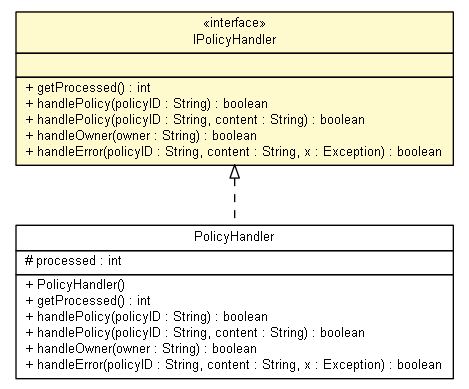 «interface»
IPolicyHandler
+ getProcessed() : int
+ handlePolicy(policyID : String) : boolean
+ handlePolicy(policyID : String, content : String) : boolean
+ handleOwner(owner : String) : boolean
+ handleError(policyID : String, content : String, x : Exception) : boolean
PolicyHandler
# processed : int
+ PolicyHandler()
+ getProcessed() : int
+ handlePolicy(policyID : String) : boolean
+ handlePolicy(policyID : String, content : String) : boolean
+ handleOwner(owner : String) : boolean
+ handleError(policyID : String, content : String, x : Exception) : boolean